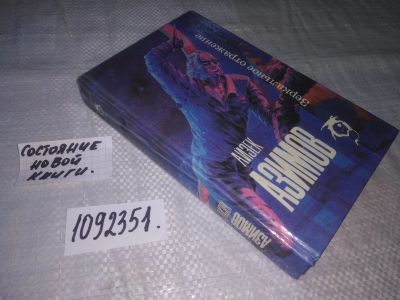 СОСТОЯНИЕ
НОВОЙ
КНИГИ.
1092351.
Зеркальное отражение
АЙЗЕК
АЗИМОВ
АЗИМОВ